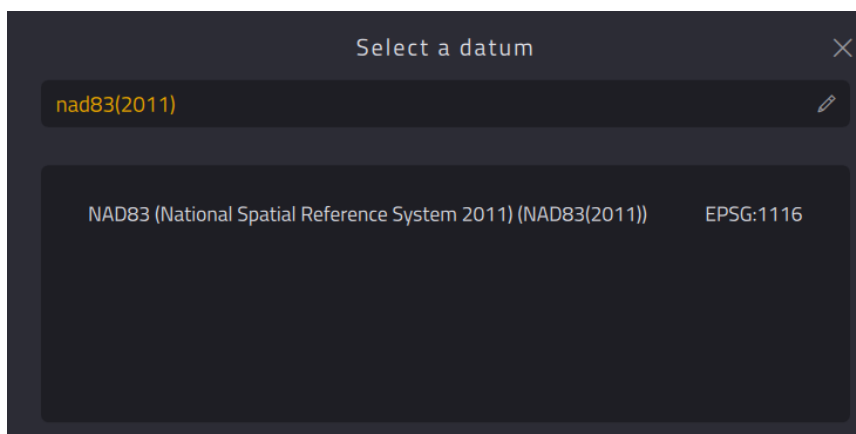 Select a datum
nad83(2011)
NAD83 (National Spatial Reference System 2011) (NAD83(2011)) EPSG:1116